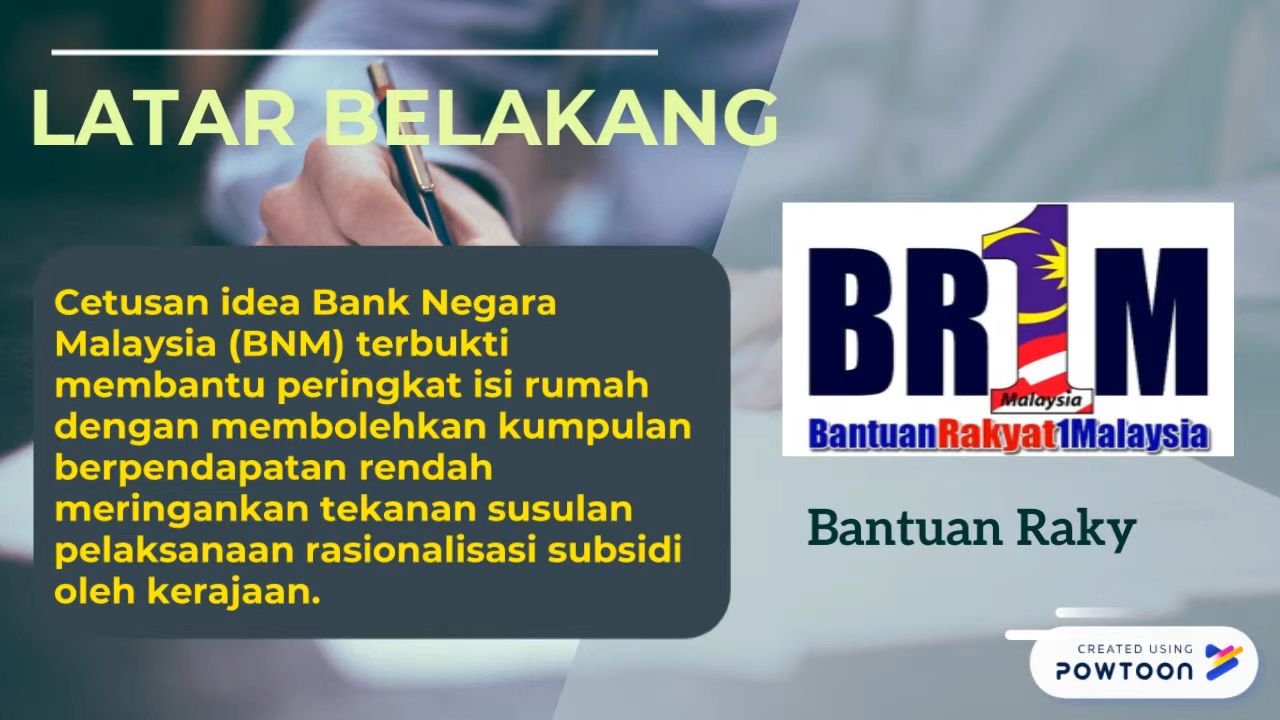 LATAR BELAKANG
Cetusan idea Bank Negara
Malaysia (BNM) terbukti
membantu peringkat isi rumah
dengan membolehkan kumpulan
berpendapatan rendah
meringankan tekanan susulan
pelaksanaan rasionalisasi subsidi
oleh kerajaan.
BR1M
Malaysia
BantuanRakyat1Malaysia
Bantuan Raky
CREATED USING
POWTOON